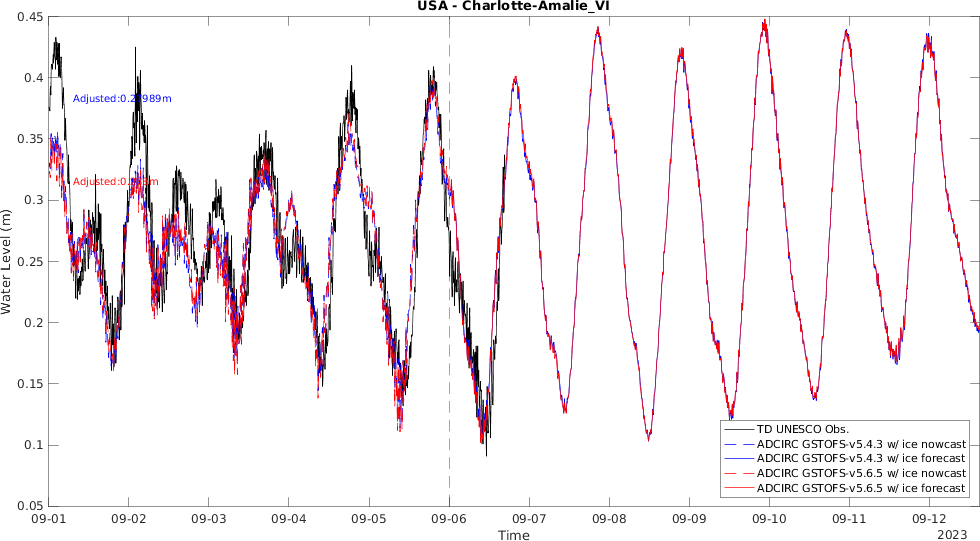 USA - Charlotte-Amalie_VI
0.45
0.4
0.35
0.3
0.25
0.2
0.15
0.1
0.05
Water Level (m)
Adjusted:
Adjusted:
TD UNESCO Obs.
ADCIRC GSTOFS-v5.4.3 w/ ice nowcast
ADCIRC GSTOFS-v5.4.3 w/ ice forecast
ADCIRC GSTOFS-v5.6.5 w/ ice nowcast
ADCIRC GSTOFS-v5.6.5 w/ ice forecast
09-01 09-02 09-03 09-04 09-05 09-06 09-07 09-08 09-09 09-10 09-11 09-12
Time
2023